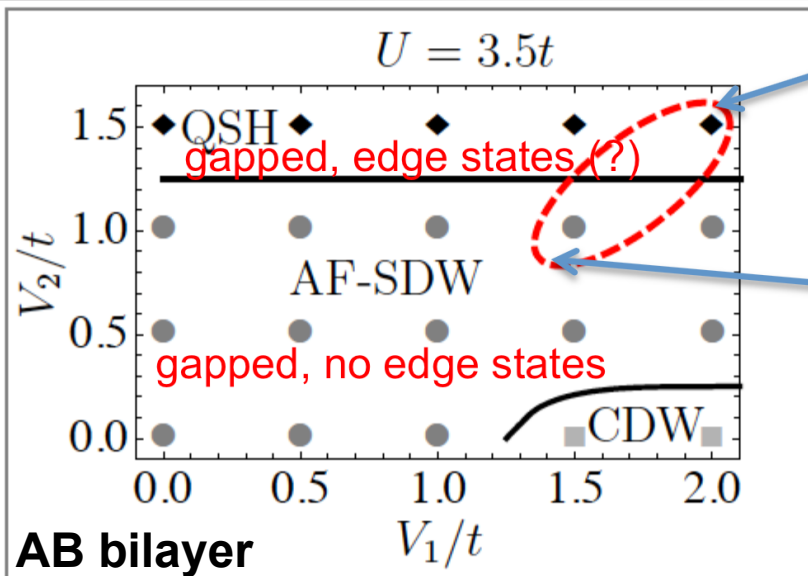 U = 3.5t
1.5
QSH
gapped, edge states (?)
1.0
V₂/t
AF-SDW
0.5
gapped, no edge states
0.0
CDW
0.0 0.5 1.0 1.5 2.0
AB bilayer
V₁/t